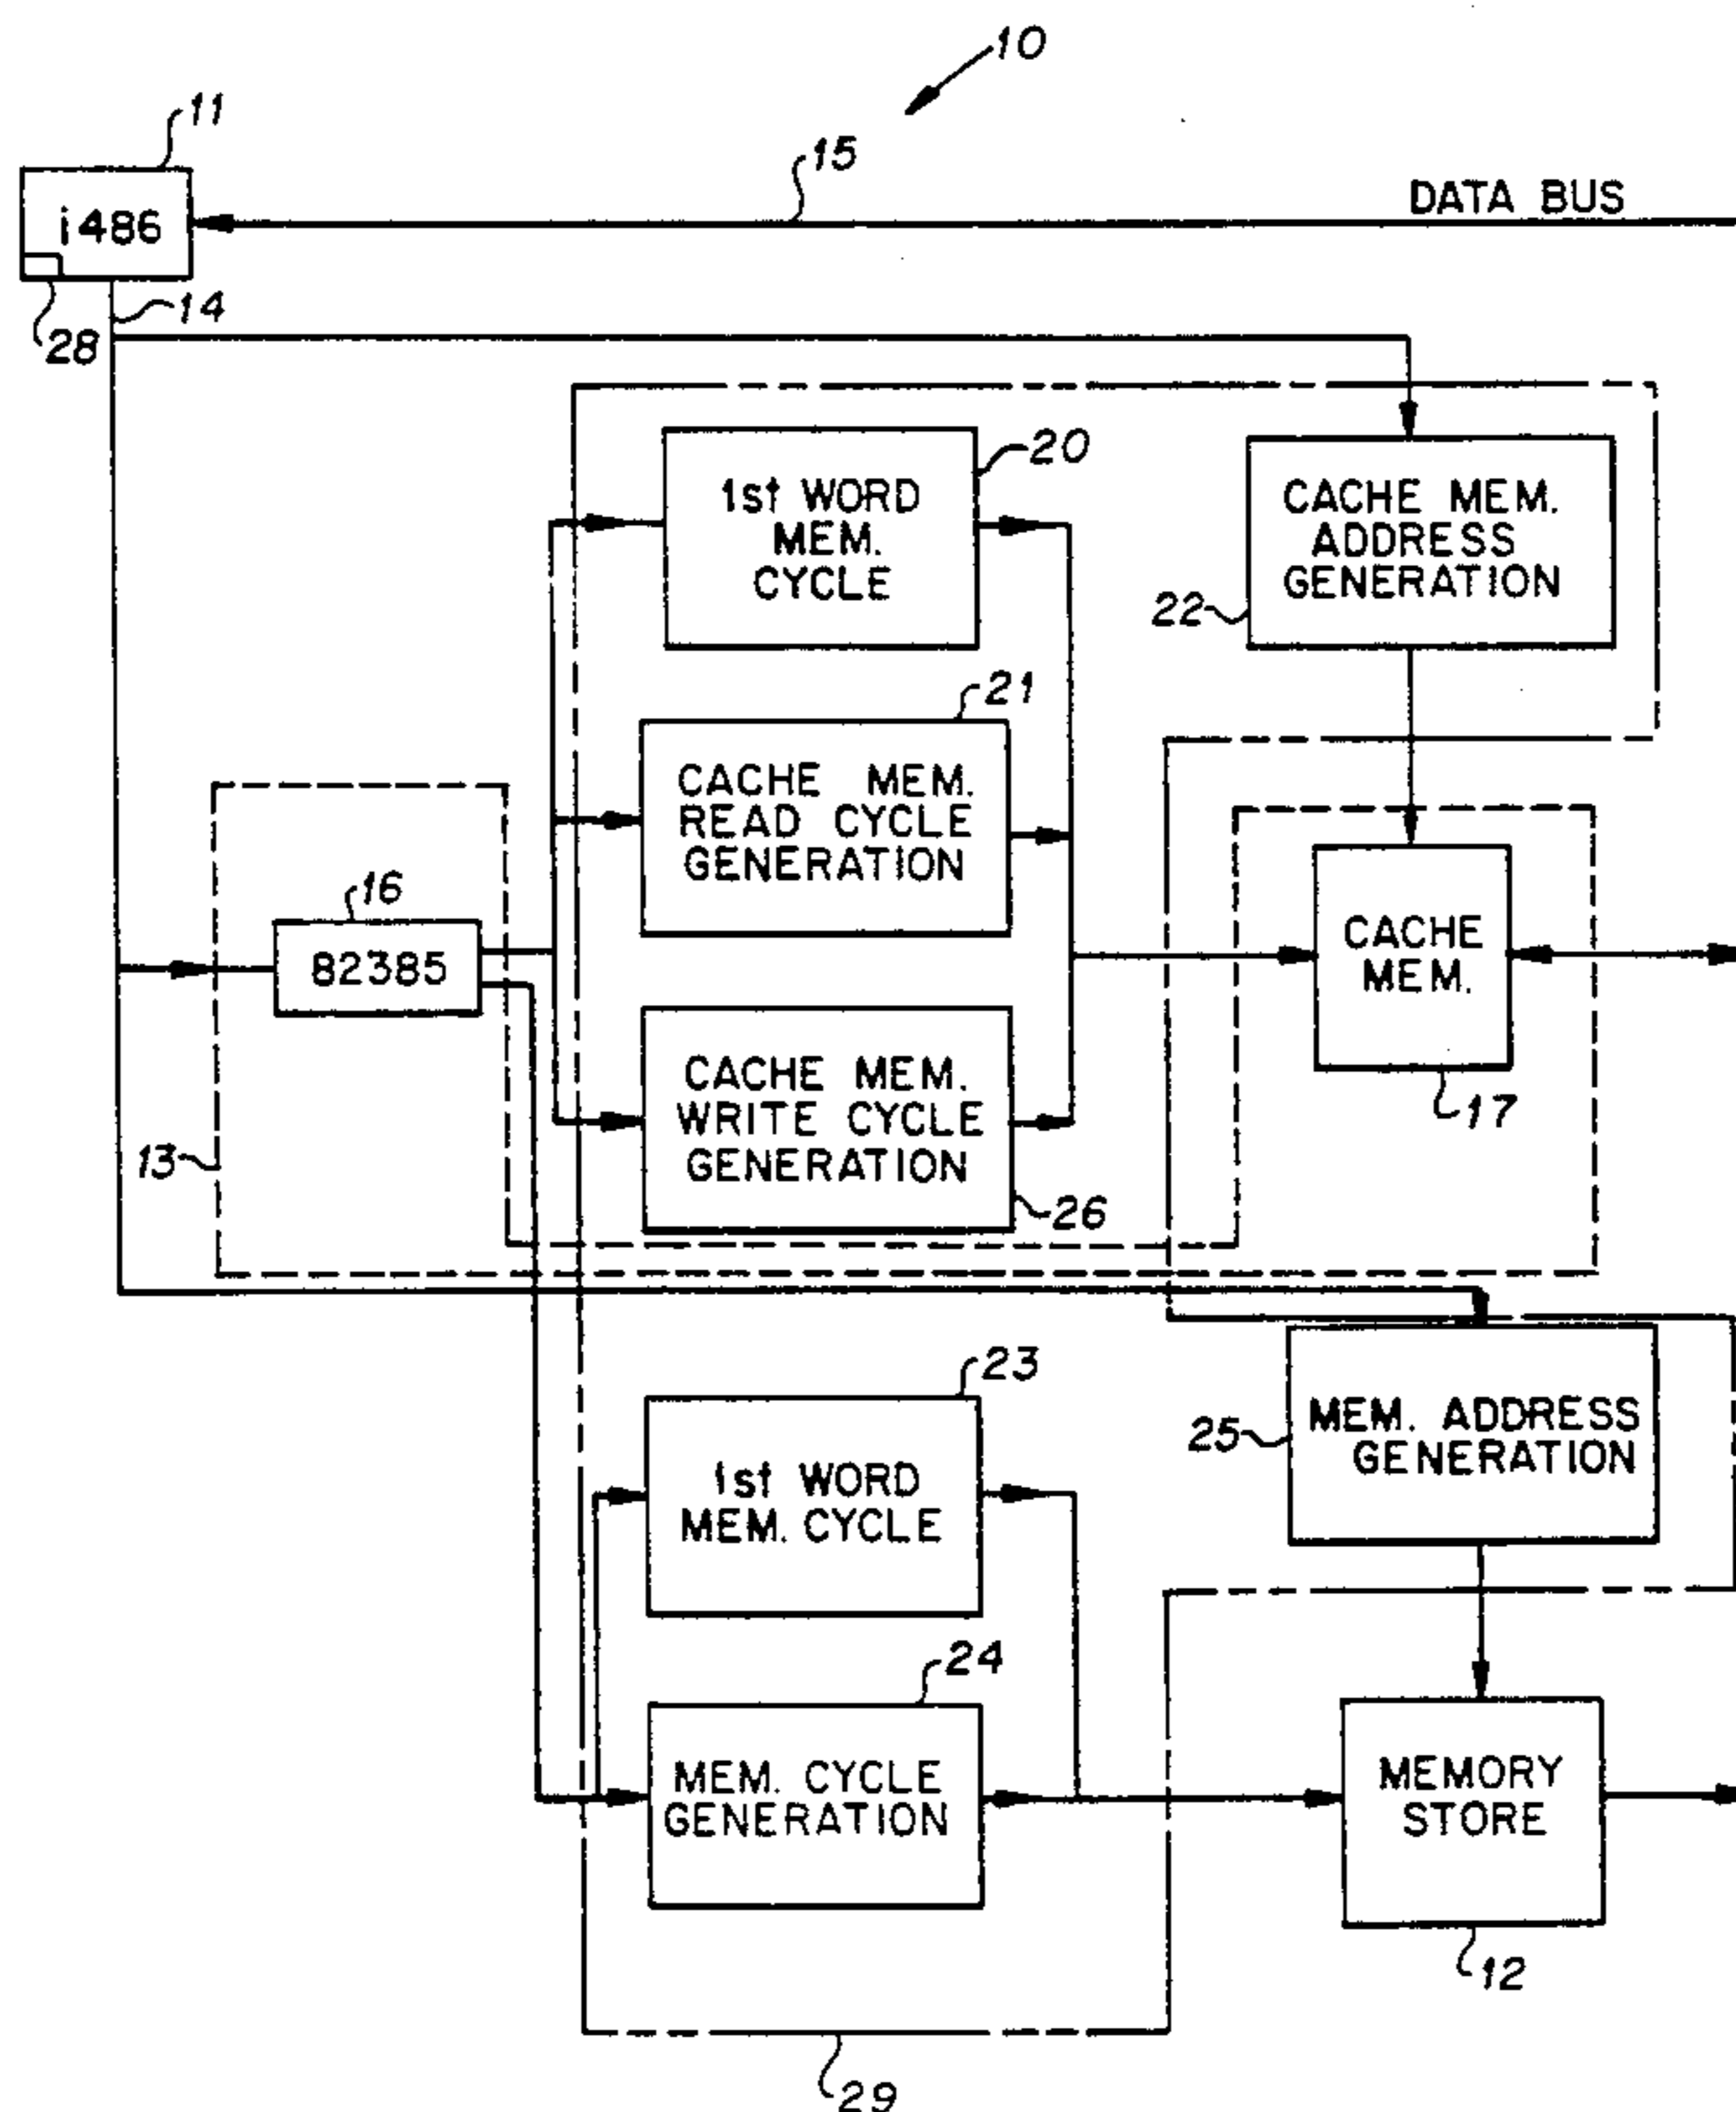 10
11
15
DATA BUS
i486
14
28
20
1st WORD
MEM.
CYCLE
CACHE MEM.
ADDRESS
GENERATION
22
21
CACHE MEM.
READ CYCLE
GENERATION
16
82385
CACHE
MEM.
17
CACHE MEM.
WRITE CYCLE
GENERATION
13
26
23
1st WORD
MEM. CYCLE
25
MEM. ADDRESS
GENERATION
24
MEM. CYCLE
GENERATION
MEMORY
STORE
12
29